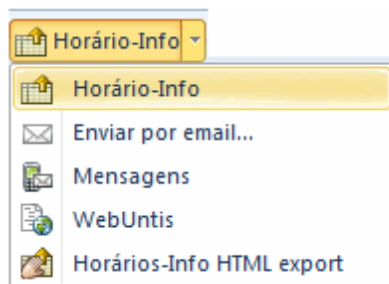 Horário-Info
Horário-Info
Enviar por email...
Mensagens
WebUntis
Horários-Info HTML export